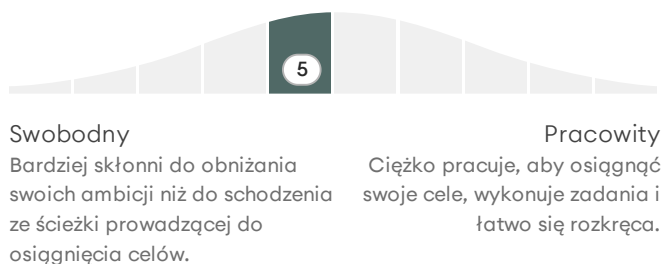 5
Swobodny
Bardziej skłonni do obniżania
swoich ambicji niż do schodzenia
ze ścieżki prowadzącej do
osiągnięcia celów.
Pracowity
Ciężko pracuje, aby osiągnąć
swoje cele, wykonuje zadania i
łatwo się rozkręca.